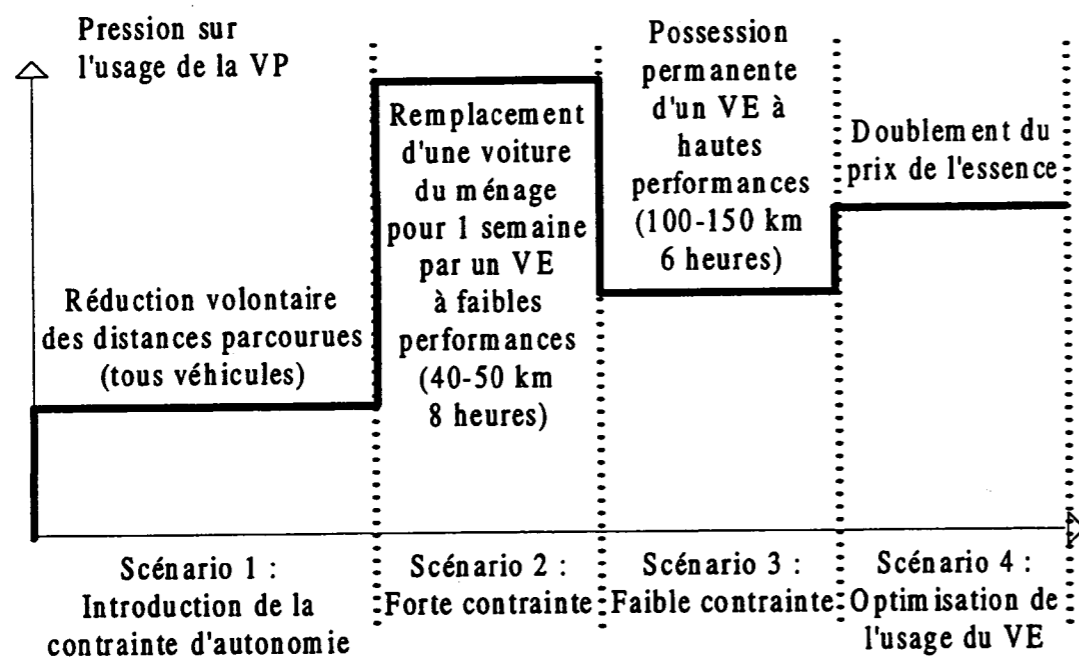 Pression sur
l'usage de la VP
Réduction volontaire
des distances parcourues
(tous véhicules)
Remplacement
d'une voiture
du ménage
pour 1 semaine
par un VE
à faibles
performances
(40-50 km
8 heures)
Possession
permanente
d'un VE à
hautes
performances
(100-150 km
6 heures)
Doublement du
prix de l'essence
Scénario 1 :
Introduction de la
contrainte d'autonomie
Scénario 2 :
Forte contrainte
Scénario 3 :
Faible contrainte
Scénario 4 :
Optimisation de
l'usage du VE